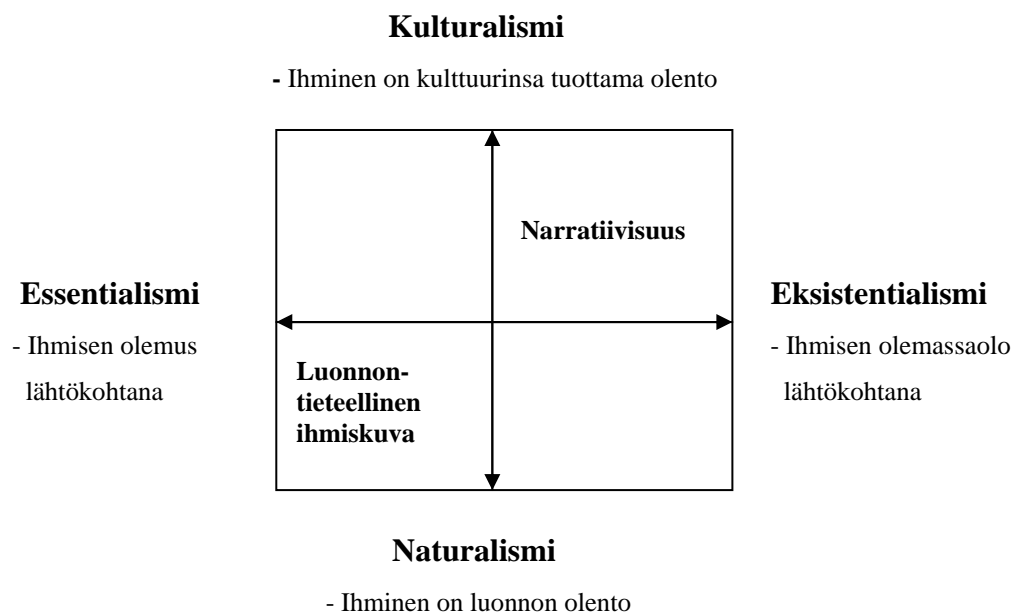 Kulturalismi
- Ihminen on kulttuurinsa tuottama olento
Narratiivisuus
Essentialismi
- Ihmisen olemus
lähtökohtana
Eksistentialismi
- Ihmisen olemassaolo
lähtökohtana
Luonnon-
tieteellinen
ihmiskuva
Naturalismi
- Ihminen on luonnon olento